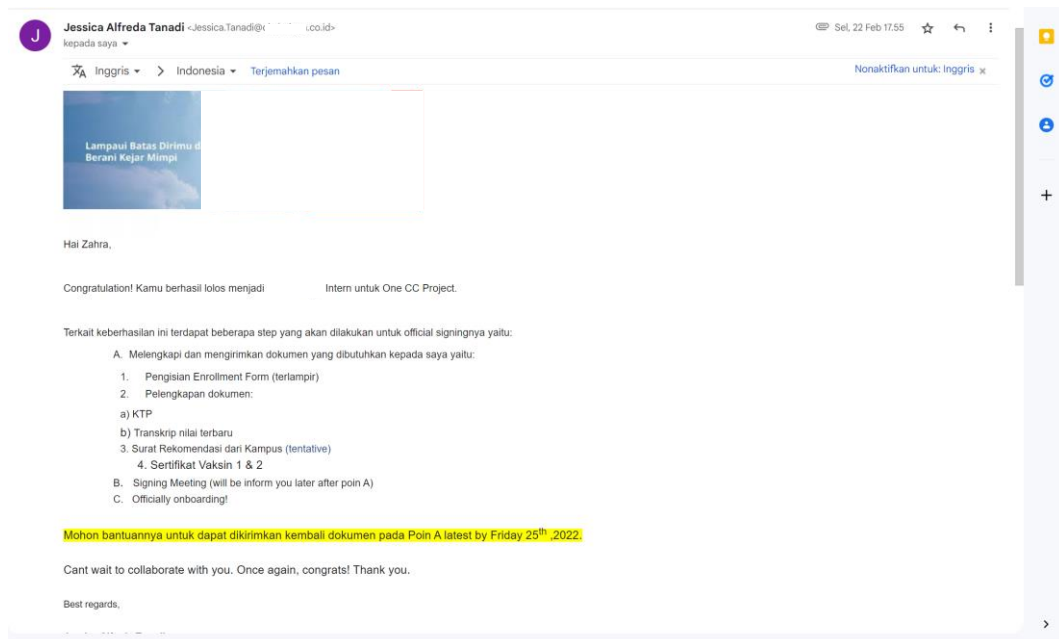 J
Jessica Alfreda Tanadi <Jessica.Tanadi@ .co.id>
Sel, 22 Feb 17.55
kepada saya
Inggris > Indonesia Terjemahkan pesan
Nonaktifkan untuk: Inggris x
Lampaui Batas Dirimu d
Berani Kejar Mimpi
Hai Zahra,
Congratulation! Kamu berhasil lolos menjadi Intern untuk One CC Project.
Terkait keberhasilan ini terdapat beberapa step yang akan dilakukan untuk official signingnya yaitu:
A. Melengkapi dan mengirimkan dokumen yang dibutuhkan kepada saya yaitu:
1. Pengisian Enrollment Form (terlampir)
2. Pelengkapan dokumen:
a) KTP
b) Transkrip nilai terbaru
3. Surat Rekomendasi dari Kampus (tentative)
4. Sertifikat Vaksin 1 & 2
B. Signing Meeting (will be inform you later after poin A)
C. Officially onboarding!
Mohon bantuannya untuk dapat dikirimkan kembali dokumen pada Poin A latest by Friday 25th ,2022.
Cant wait to collaborate with you. Once again, congrats! Thank you.
Best regards,